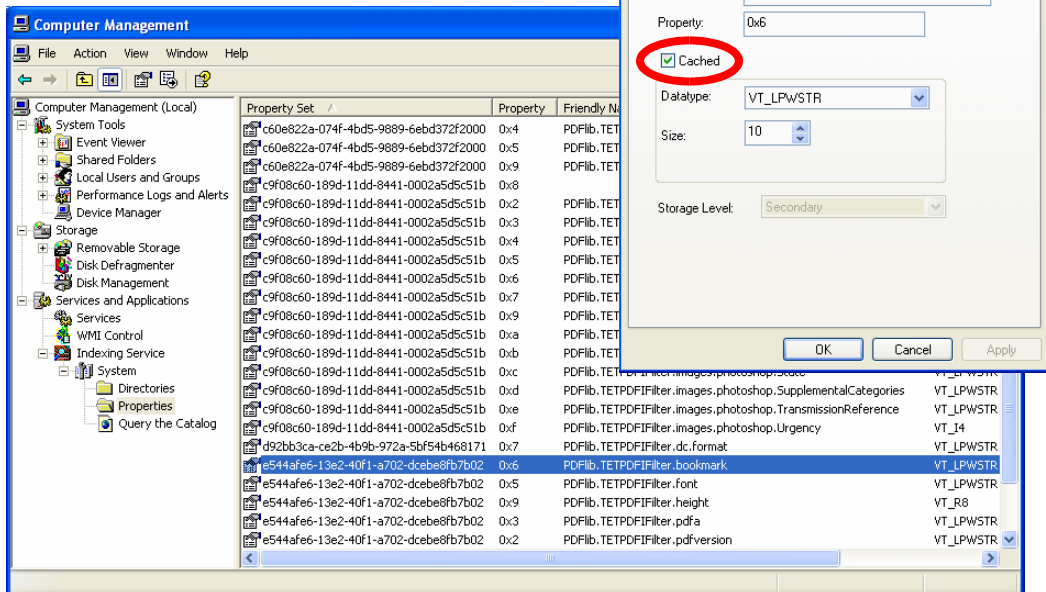 Computer Management
File Action View Window Help
Computer Management (Local)
System Tools
Event Viewer
Shared Folders
Local Users and Groups
Performance Logs and Alerts
Device Manager
Storage
Removable Storage
Disk Defragmenter
Disk Management
Services and Applications
Services
WMI Control
Indexing Service
System
Directories
Properties
Query the Catalog
Property Set Property Friendly Na
c60e822a-074f-4bd5-9889-6ebd372f2000 0x4 PDFlib.TET
c60e822a-074f-4bd5-9889-6ebd372f2000 0x5 PDFlib.TET
c60e822a-074f-4bd5-9889-6ebd372f2000 0x9 PDFlib.TET
c9f08c60-189d-11dd-8441-0002a5d5c51b 0x8
c9f08c60-189d-11dd-8441-0002a5d5c51b 0x2 PDFlib.TET
c9f08c60-189d-11dd-8441-0002a5d5c51b 0x3 PDFlib.TET
c9f08c60-189d-11dd-8441-0002a5d5c51b 0x4 PDFlib.TET
c9f08c60-189d-11dd-8441-0002a5d5c51b 0x5 PDFlib.TET
c9f08c60-189d-11dd-8441-0002a5d5c51b 0x6 PDFlib.TET
c9f08c60-189d-11dd-8441-0002a5d5c51b 0x7 PDFlib.TET
c9f08c60-189d-11dd-8441-0002a5d5c51b 0x9 PDFlib.TET
c9f08c60-189d-11dd-8441-0002a5d5c51b 0xa PDFlib.TET
c9f08c60-189d-11dd-8441-0002a5d5c51b 0xb PDFlib.TET
c9f08c60-189d-11dd-8441-0002a5d5c51b 0xc PDFlib.TETPDFIFilter.images.photoshop.State VT_LPWSTR
c9f08c60-189d-11dd-8441-0002a5d5c51b 0xd PDFlib.TETPDFIFilter.images.photoshop.SupplementalCategories VT_LPWSTR
c9f08c60-189d-11dd-8441-0002a5d5c51b 0xe PDFlib.TETPDFIFilter.images.photoshop.TransmissionReference VT_LPWSTR
c9f08c60-189d-11dd-8441-0002a5d5c51b 0xf PDFlib.TETPDFIFilter.images.photoshop.Urgency VT_I4
d92bb3ca-ce2b-4b9b-972a-5bf54b468171 0x7 PDFlib.TETPDFIFilter.dc.format VT_LPWSTR
e544afe6-13e2-40f1-a702-dcebe8fb7b02 0x6 PDFlib.TETPDFIFilter.bookmark VT_LPWSTR
e544afe6-13e2-40f1-a702-dcebe8fb7b02 0x5 PDFlib.TETPDFIFilter.font VT_LPWSTR
e544afe6-13e2-40f1-a702-dcebe8fb7b02 0x9 PDFlib.TETPDFIFilter.height VT_R8
e544afe6-13e2-40f1-a702-dcebe8fb7b02 0x3 PDFlib.TETPDFIFilter.pdfa VT_LPWSTR
e544afe6-13e2-40f1-a702-dcebe8fb7b02 0x2 PDFlib.TETPDFIFilter.pdfversion VT_LPWSTR
Property: 0x6
Cached
Datatype: VT_LPWSTR
Size: 10
Storage Level: Secondary
OK Cancel Apply